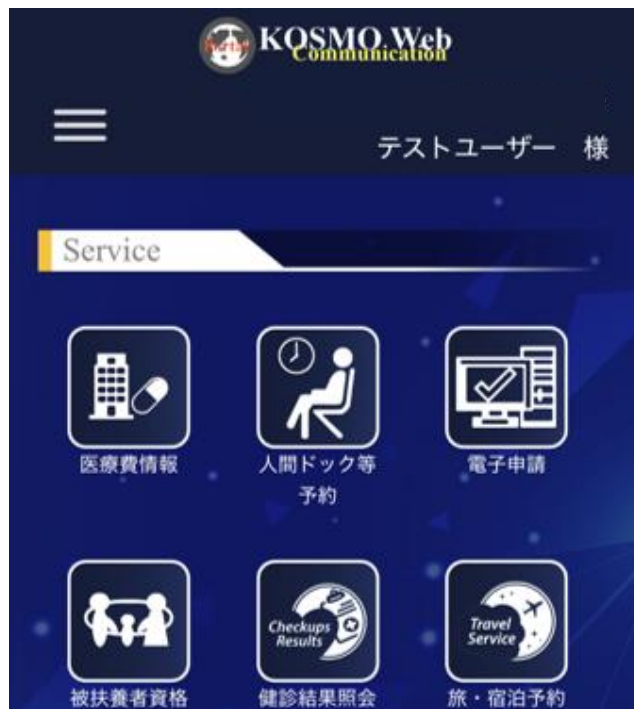 Portal
KOSMO Web
Communication
テストユーザー　様
Service
医療費情報
人間ドック等
予約
電子申請
被扶養者資格
Checkups
Results
健診結果照会
Travel
Service
旅・宿泊予約